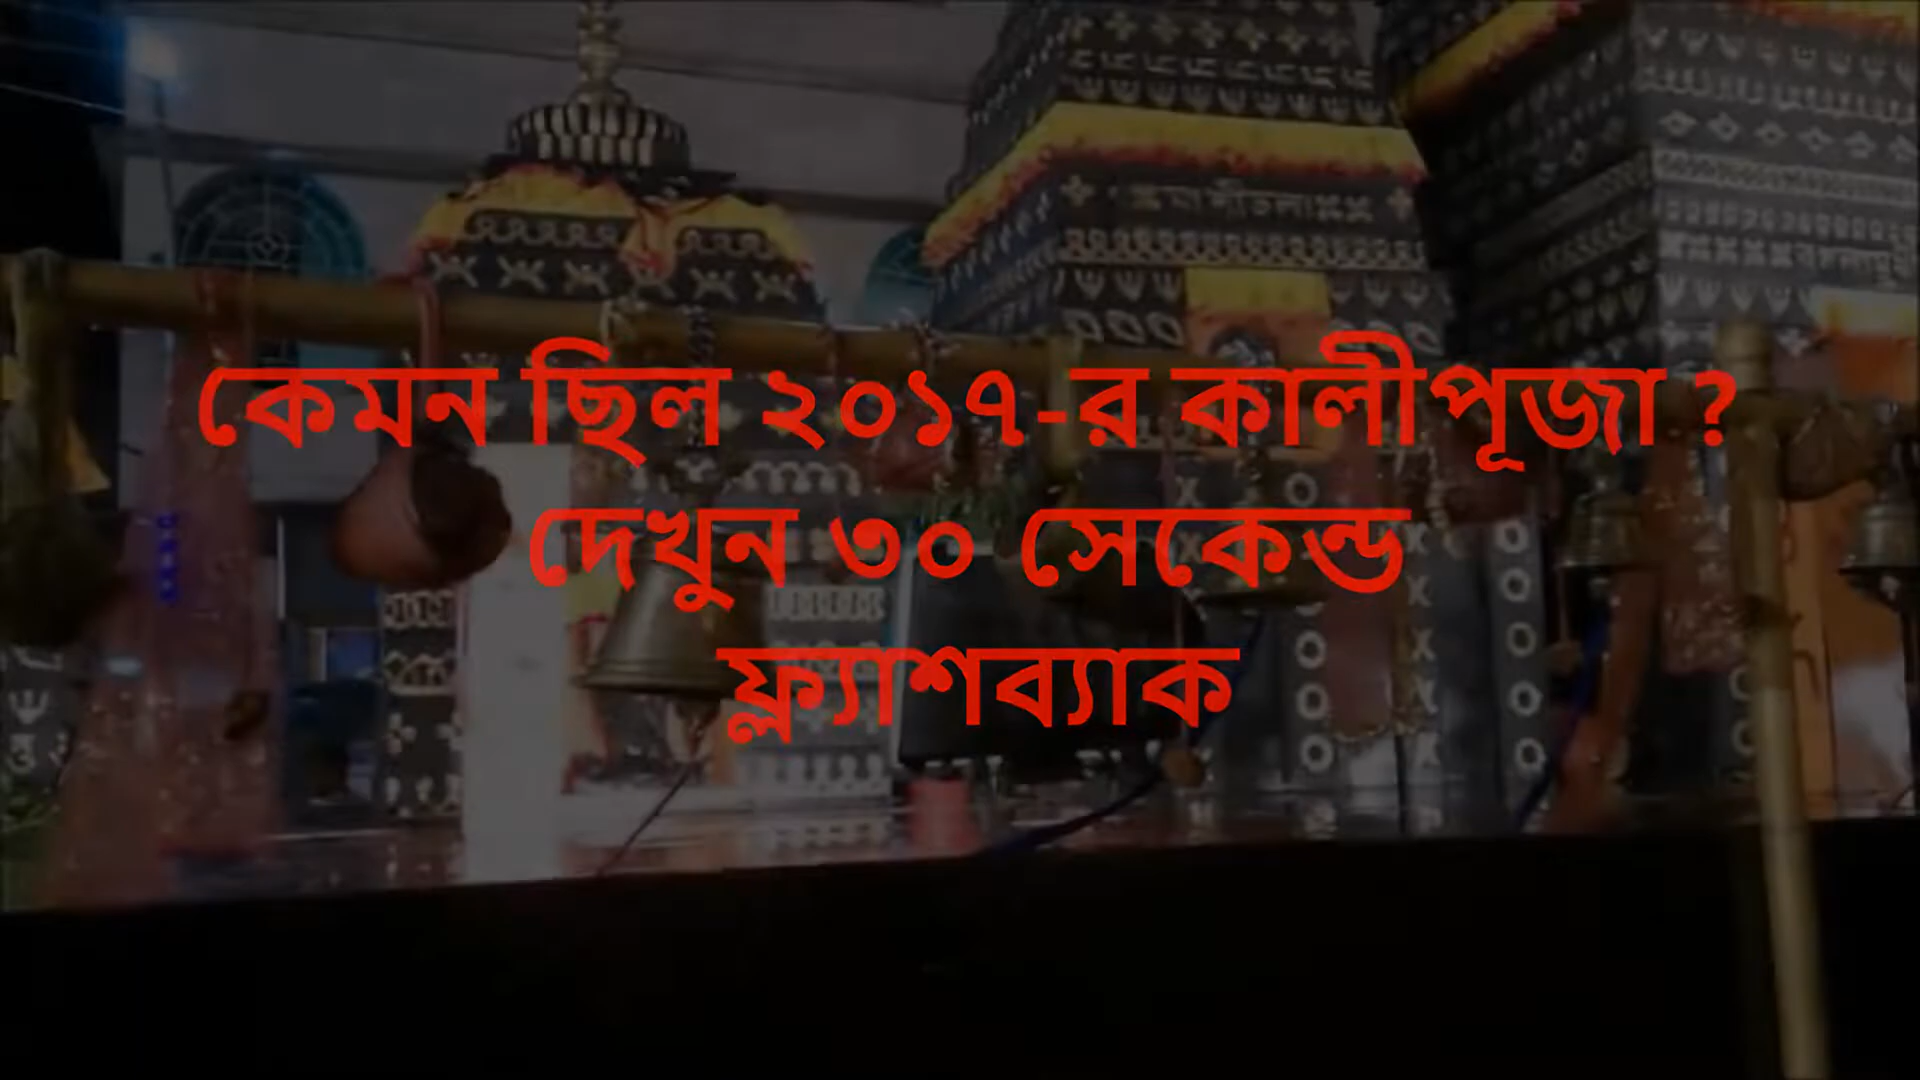 কেমন ছিল ২০১৭-র কালীপূজা ?
দেখুন ৩০ সেকেন্ড
ফ্ল্যাশব্যাক